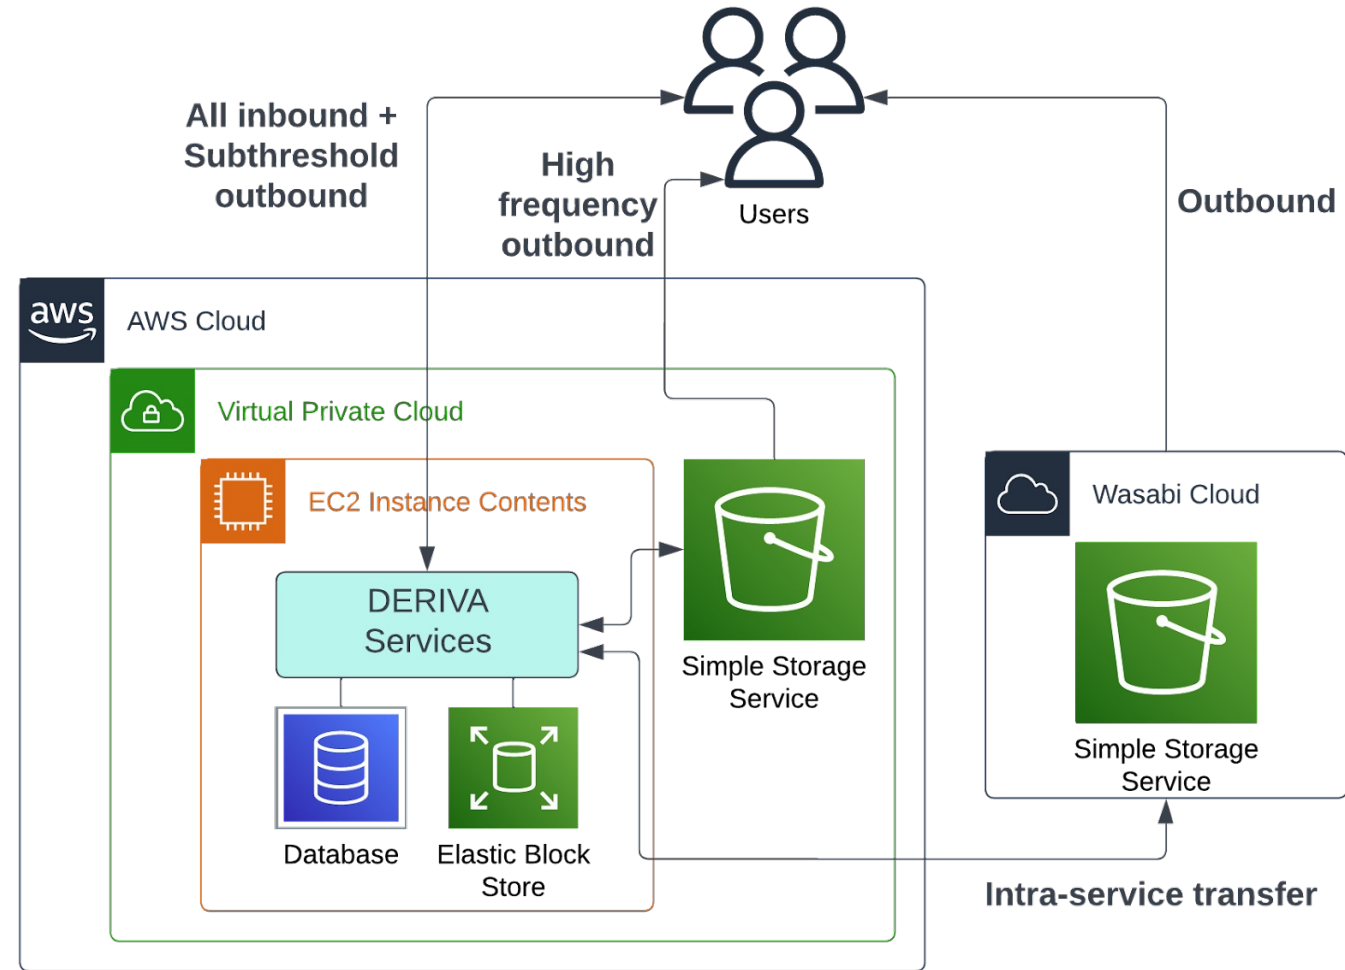 All inbound +
Subthreshold
outbound
High
frequency
outbound
Users
Outbound
aws
AWS Cloud
Virtual Private Cloud
EC2 Instance Contents
Wasabi Cloud
DERIVA
Services
Simple Storage
Service
Simple Storage
Service
Database
Elastic Block
Store
Intra-service transfer